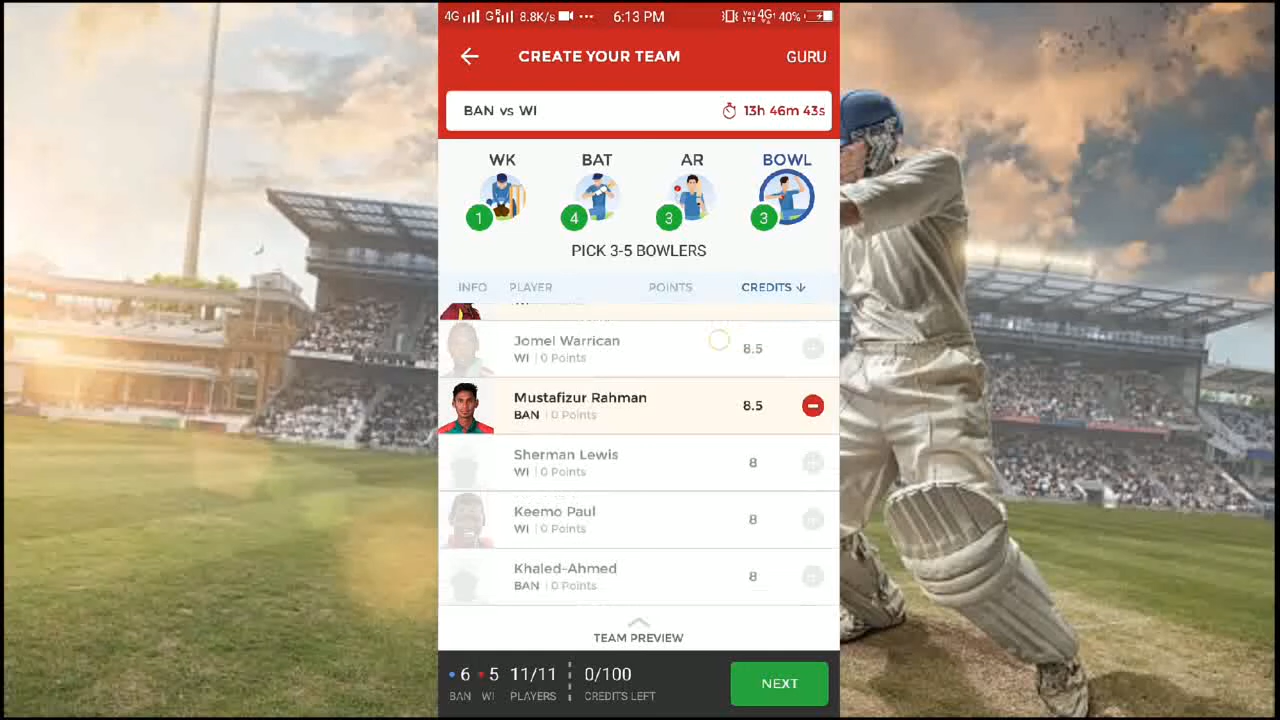 4G 8.8K/s ... 6:13 PM 4G 40%
CREATE YOUR TEAM GURU
BAN vs WI 13h 46m 43s
WK BAT AR BOWL
1 4 3 3
PICK 3-5 BOWLERS
INFO PLAYER POINTS CREDITS ↓
Jomel Warrican 8.5
WI | 0 Points
Mustafizur Rahman 8.5
BAN | 0 Points
Sherman Lewis 8
WI | 0 Points
Keemo Paul 8
WI | 0 Points
Khaled-Ahmed 8
BAN | 0 Points
TEAM PREVIEW
6 5 11/11 0/100 NEXT
BAN WI PLAYERS CREDITS LEFT